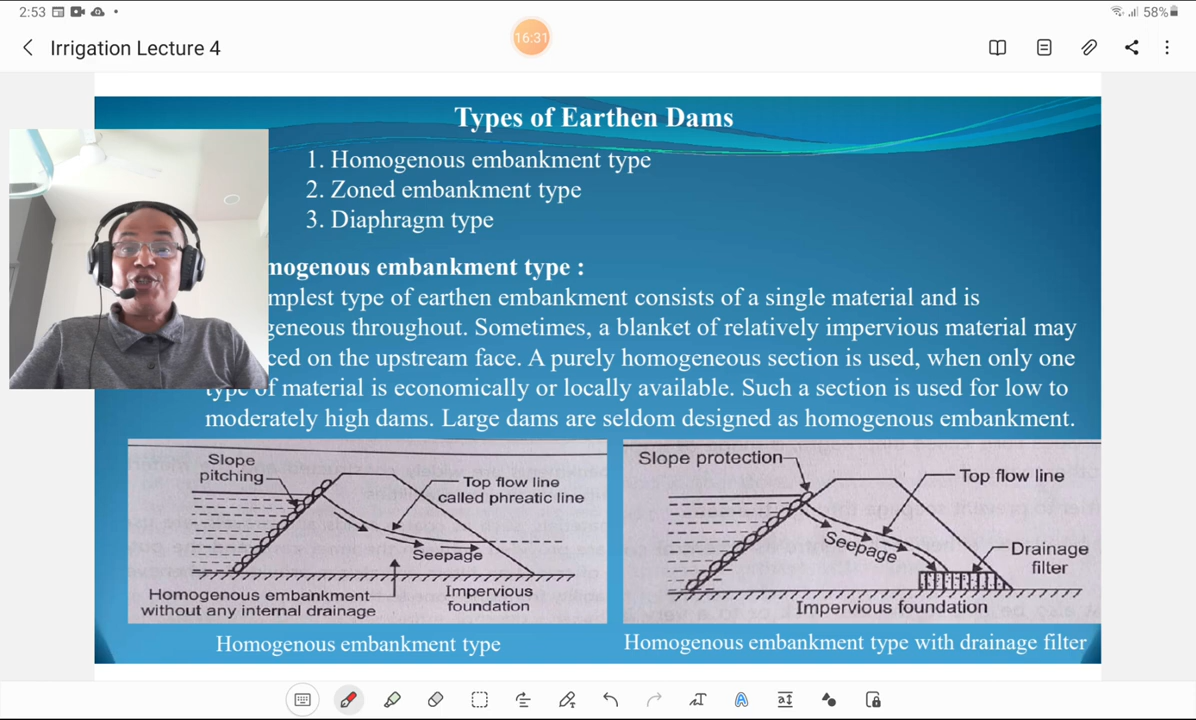 2:53
58%
Irrigation Lecture 4
16:31
Types of Earthen Dams
1. Homogenous embankment type
2. Zoned embankment type
3. Diaphragm type
mogenous embankment type :
mplest type of earthen embankment consists of a single material and is
geneous throughout. Sometimes, a blanket of relatively impervious material may
ced on the upstream face. A purely homogeneous section is used, when only one
type of material is economically or locally available. Such a section is used for low to
moderately high dams. Large dams are seldom designed as homogenous embankment.
Slope
pitching
Top flow line
called phreatic line
Seepage
Homogenous embankment
without any internal drainage
Impervious
foundation
Homogenous embankment type
Slope protection
Top flow line
Seepage
Drainage
filter
Impervious foundation
Homogenous embankment type with drainage filter